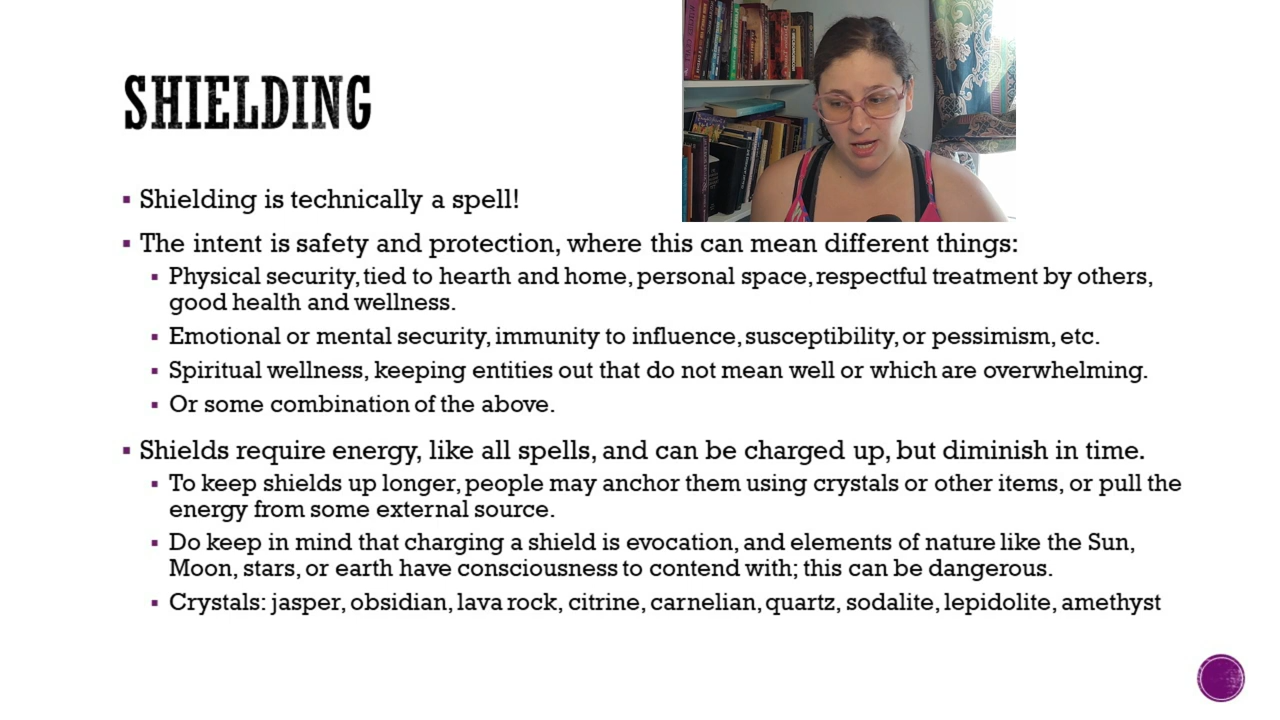 SHIELDING
▪ Shielding is technically a spell!
▪ The intent is safety and protection, where this can mean different things:
▪ Physical security, tied to hearth and home, personal space, respectful treatment by others,
good health and wellness.
▪ Emotional or mental security, immunity to influence, susceptibility, or pessimism, etc.
▪ Spiritual wellness, keeping entities out that do not mean well or which are overwhelming.
▪ Or some combination of the above.
▪ Shields require energy, like all spells, and can be charged up, but diminish in time.
▪ To keep shields up longer, people may anchor them using crystals or other items, or pull the
energy from some external source.
▪ Do keep in mind that charging a shield is evocation, and elements of nature like the Sun,
Moon, stars, or earth have consciousness to contend with; this can be dangerous.
▪ Crystals: jasper, obsidian, lava rock, citrine, carnelian, quartz, sodalite, lepidolite, amethyst